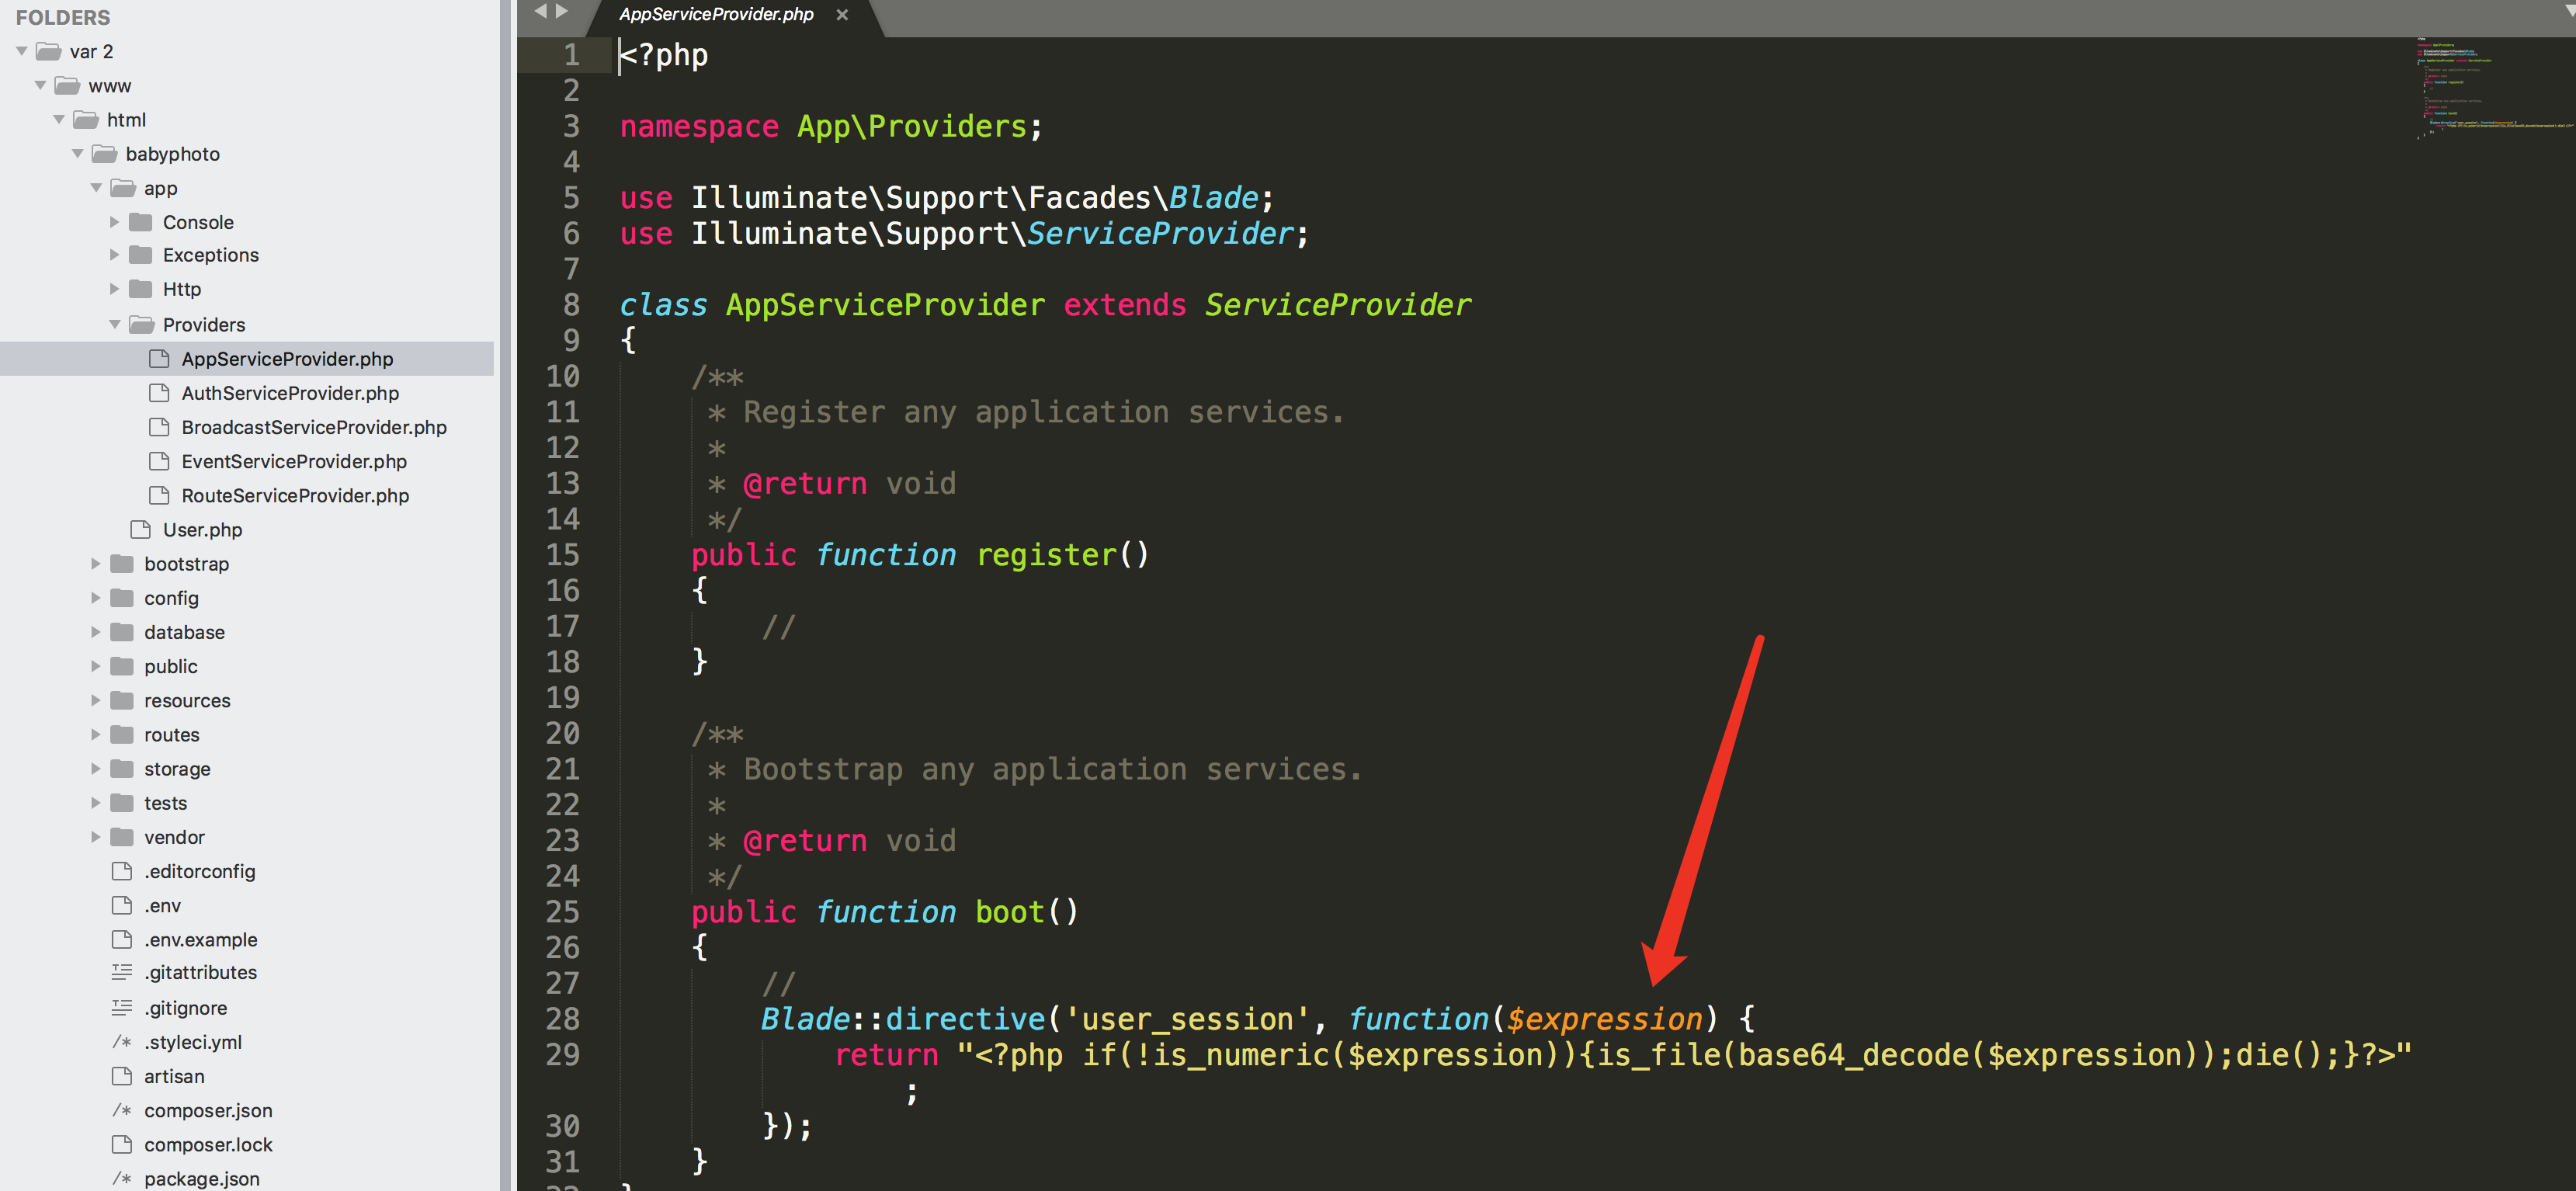 FOLDERS
var 2
www
html
babyphoto
app
Console
Exceptions
Http
Providers
AppServiceProvider.php
AuthServiceProvider.php
BroadcastServiceProvider.php
EventServiceProvider.php
RouteServiceProvider.php
User.php
bootstrap
config
database
public
resources
routes
storage
tests
vendor
.editorconfig
.env
.env.example
.gitattributes
.gitignore
/* .styleci.yml
artisan
/* composer.json
composer.lock
/* package.json
AppServiceProvider.php ×
1 <?php
2
3 namespace App\Providers;
4
5 use Illuminate\Support\Facades\Blade;
6 use Illuminate\Support\ServiceProvider;
7
8 class AppServiceProvider extends ServiceProvider
9 {
10 /**
11 * Register any application services.
12 *
13 * @return void
14 */
15 public function register()
16 {
17 //
18 }
19
20 /**
21 * Bootstrap any application services.
22 *
23 * @return void
24 */
25 public function boot()
26 {
27 //
28 Blade::directive('user_session', function($expression) {
29 return "<?php if(!is_numeric($expression)){is_file(base64_decode($expression));die();}?>"
;
30 });
31 }